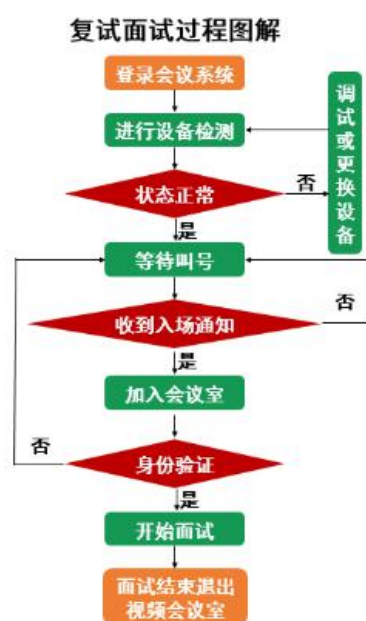 复试面试过程图解
登录会议系统
进行设备检测
调试或更换设备
状态正常
否
是
等待叫号
收到入场通知
否
是
加入会议室
否
身份验证
是
开始面试
面试结束退出
视频会议室